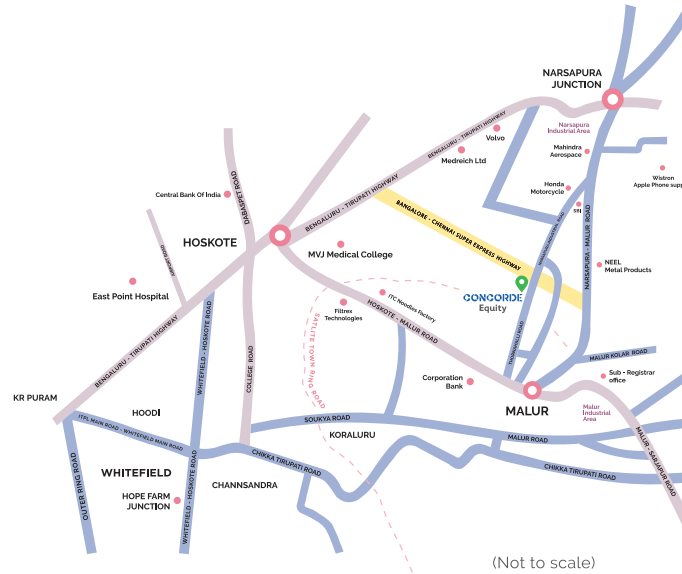 NARSAPURA
JUNCTION
Narsapura
Industrial Area
Volvo
Medreich Ltd
Mahindra
Aerospace
BENGALURU - TIRUPATI HIGHWAY
Wistron
Apple Phone supp
Honda
Motorcycle
SBI
Central Bank Of India
DABASPET ROAD
BENGALURU - TIRUPATI HIGHWAY
BANGALORE - CHENNAI SUPER EXPRESS HIGHWAY
NARSAPURA - MALUR ROAD
HOSKOTE
MVJ Medical College
NEEL
Metal Products
East Point Hospital
CONCORDE
Equity
ITC Noodles Factory
Filtrex
Technologies
HOSKOTE - MALUR ROAD
BENGALURU - TIRUPATI HIGHWAY
WHITEFIELD - HOSKOTE ROAD
COLLEGE ROAD
SATLITE TOWN RING ROAD
MALUR KOLAR ROAD
Corporation
Bank
Sub - Registrar
office
KR PURAM
HOODI
MALUR
Malur
Industrial
Area
ITPL MAIN ROAD - WHITEFIELD MAIN ROAD
SOUKYA ROAD
KORALURU
MALUR ROAD
MALUR - SARJAPUR ROAD
CHIKKA TIRUPATI ROAD
CHIKKA TIRUPATI ROAD
WHITEFIELD
CHANNSANDRA
HOPE FARM
JUNCTION
OUTER RING ROAD
WHITEFIELD - HOSKOTE ROAD
(Not to scale)